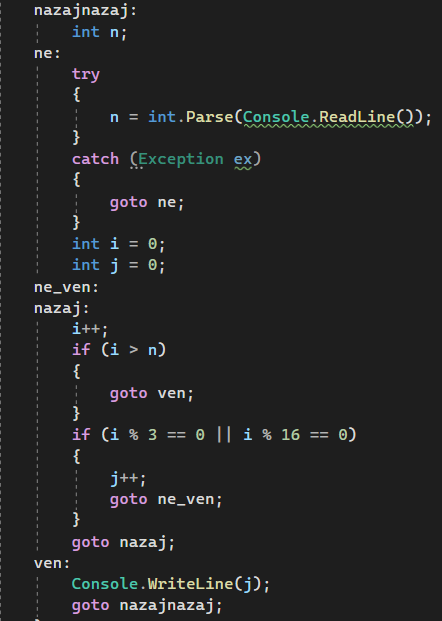 nazajnazaj:
int n;
ne:
try
{
n = int.Parse(Console.ReadLine());
}
catch (Exception ex)
{
goto ne;
}
int i = 0;
int j = 0;
ne_ven:
nazaj:
i++;
if (i > n)
{
goto ven;
}
if (i % 3 == 0 || i % 16 == 0)
{
j++;
goto ne_ven;
}
goto nazaj;
ven:
Console.WriteLine(j);
goto nazajnazaj;